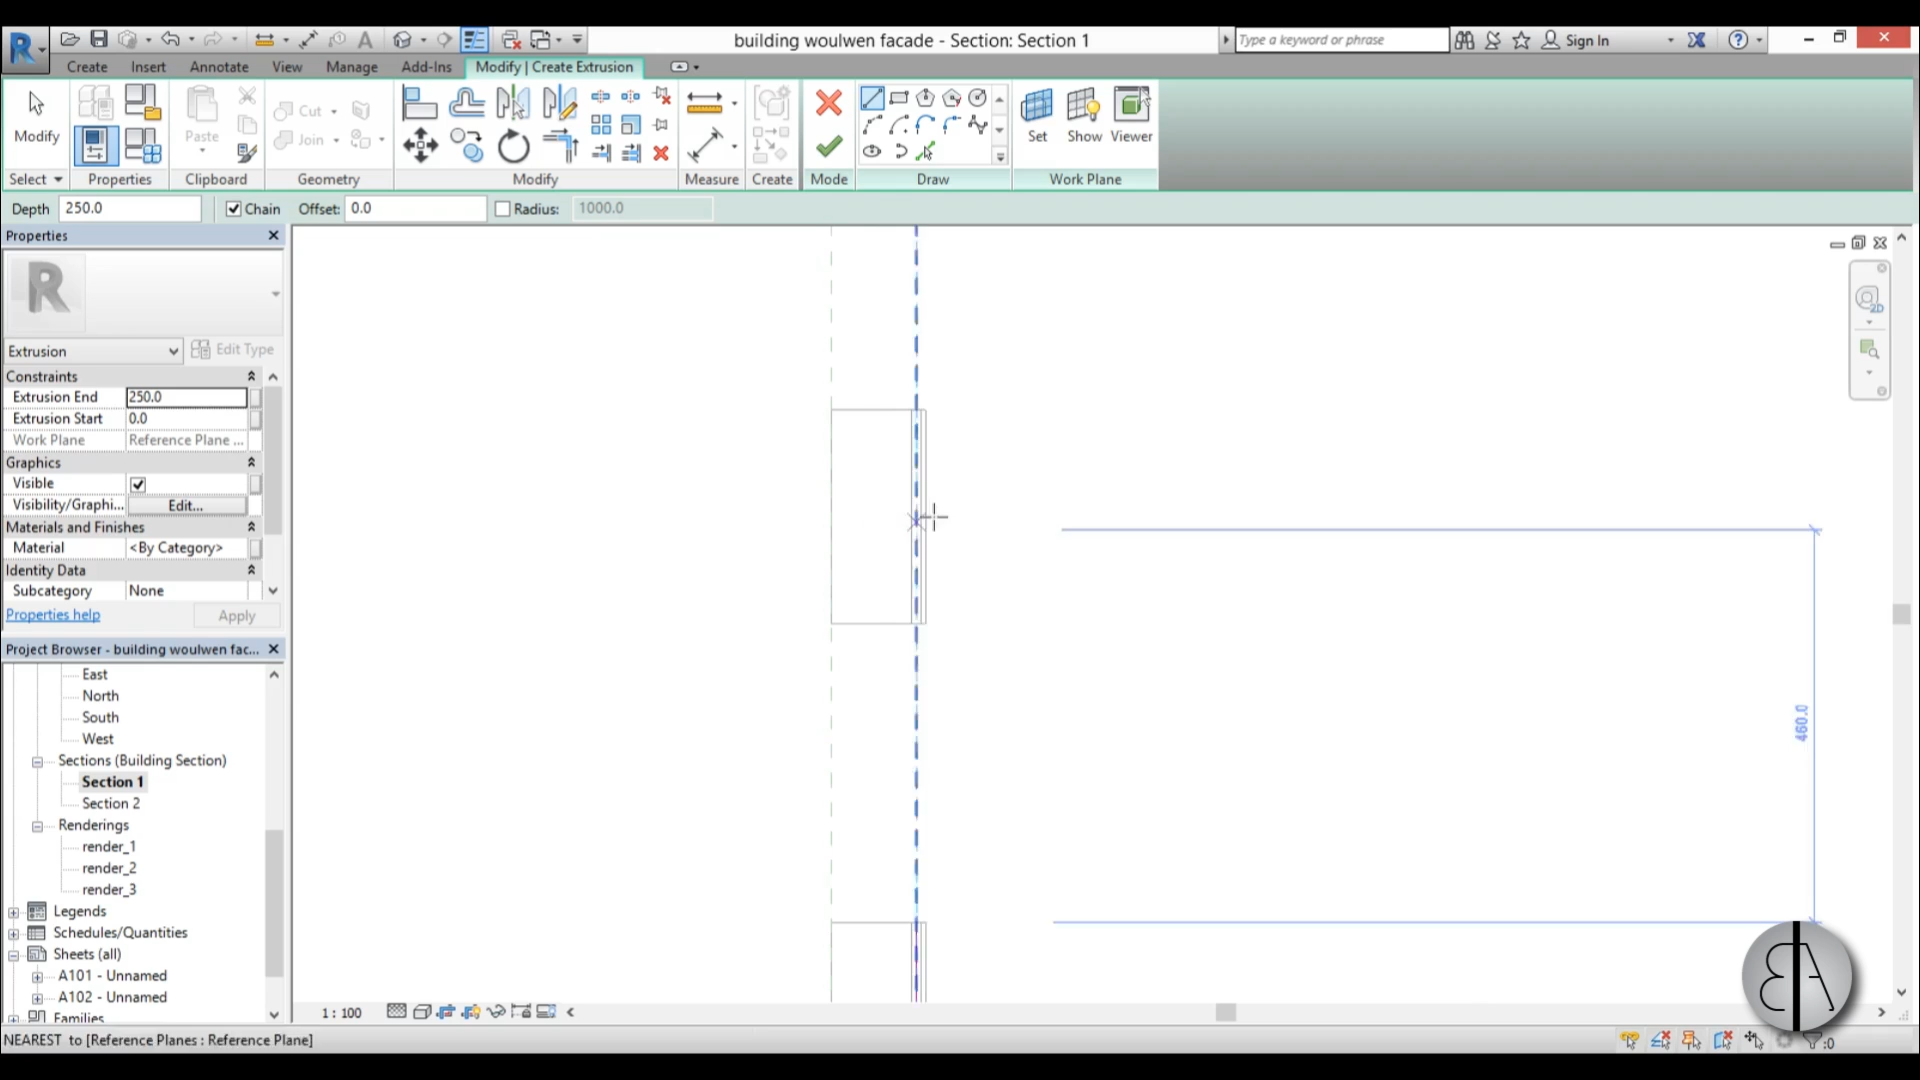 building woulwen facade - Section: Section 1
Type a keyword or phrase
Sign In
Create
Insert
Annotate
View
Manage
Add-Ins
Modify | Create Extrusion
Modify
Paste
Cut
Join
Set
Show
Viewer
Select
Properties
Clipboard
Geometry
Modify
Measure
Create
Mode
Draw
Work Plane
Depth 250.0
Chain
Offset: 0.0
Radius: 1000.0
Properties
Extrusion
Edit Type
Constraints
Extrusion End 250.0
Extrusion Start 0.0
Work Plane Reference Plane ...
Graphics
Visible
Visibility/Graphi... Edit...
Materials and Finishes
Material <By Category>
Identity Data
Subcategory None
Properties help
Apply
Project Browser - building woulwen fac...
East
North
South
West
Sections (Building Section)
Section 1
Section 2
Renderings
render_1
render_2
render_3
Legends
Schedules/Quantities
Sheets (all)
A101 - Unnamed
A102 - Unnamed
Families
460.0
2D
1 : 100
NEAREST to [Reference Planes : Reference Plane]
:0